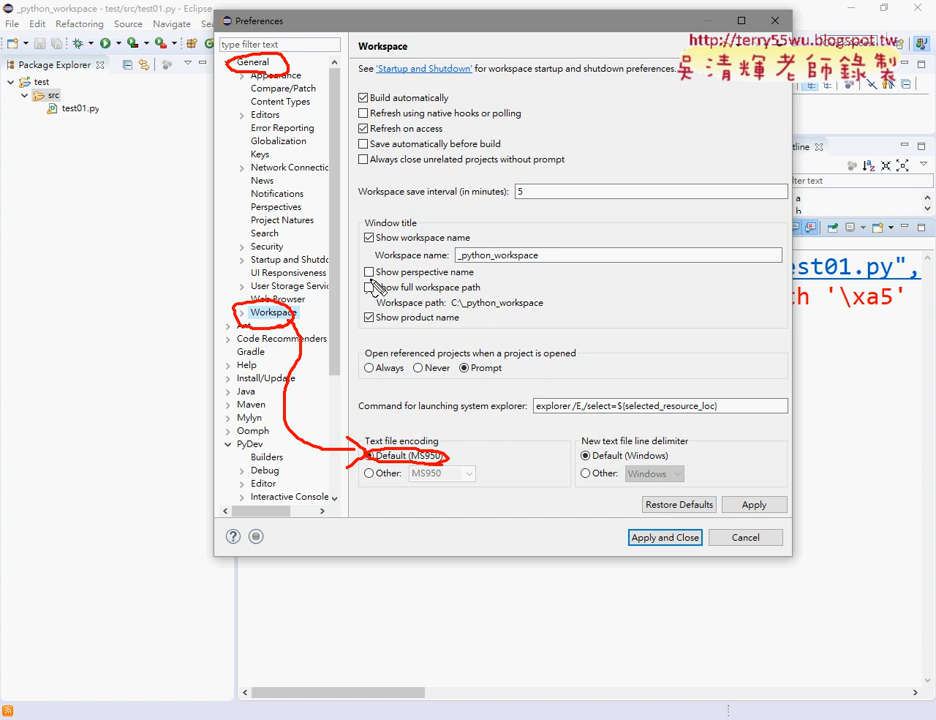 _python_workspace - test/src/test01.py - Eclipse
Preferences
File Edit Refactoring Source Navigate
http://terry55wu.blogspot.tw
吳清輝老師錄製
Package Explorer
test
src
test01.py
type filter text
General
Appearance
Compare/Patch
Content Types
Editors
Error Reporting
Globalization
Keys
Network Connectic
News
Notifications
Perspectives
Project Natures
Search
Security
Startup and Shutdo
UI Responsiveness
User Storage Servic
Web Browser
Workspace
Code Recommenders
Gradle
Help
Install/Update
Java
Maven
Mylyn
Oomph
PyDev
Builders
Debug
Editor
Interactive Console
Workspace
See 'Startup and Shutdown' for workspace startup and shutdown preferences.
Build automatically
Refresh using native hooks or polling
Refresh on access
Save automatically before build
Always close unrelated projects without prompt
Workspace save interval (in minutes): 5
Window title
Show workspace name
Workspace name: _python_workspace
Show perspective name
how full workspace path
Workspace path: C:\_python_workspace
Show product name
Open referenced projects when a project is opened
Always Never Prompt
Command for launching system explorer: explorer /E,/select=${selected_resource_loc}
Text file encoding
Default (MS950)
Other: MS950
New text file line delimiter
Default (Windows)
Other: Windows
Restore Defaults Apply
Apply and Close Cancel
tline
filter text
a
b
est01.py",
h '\xa5'